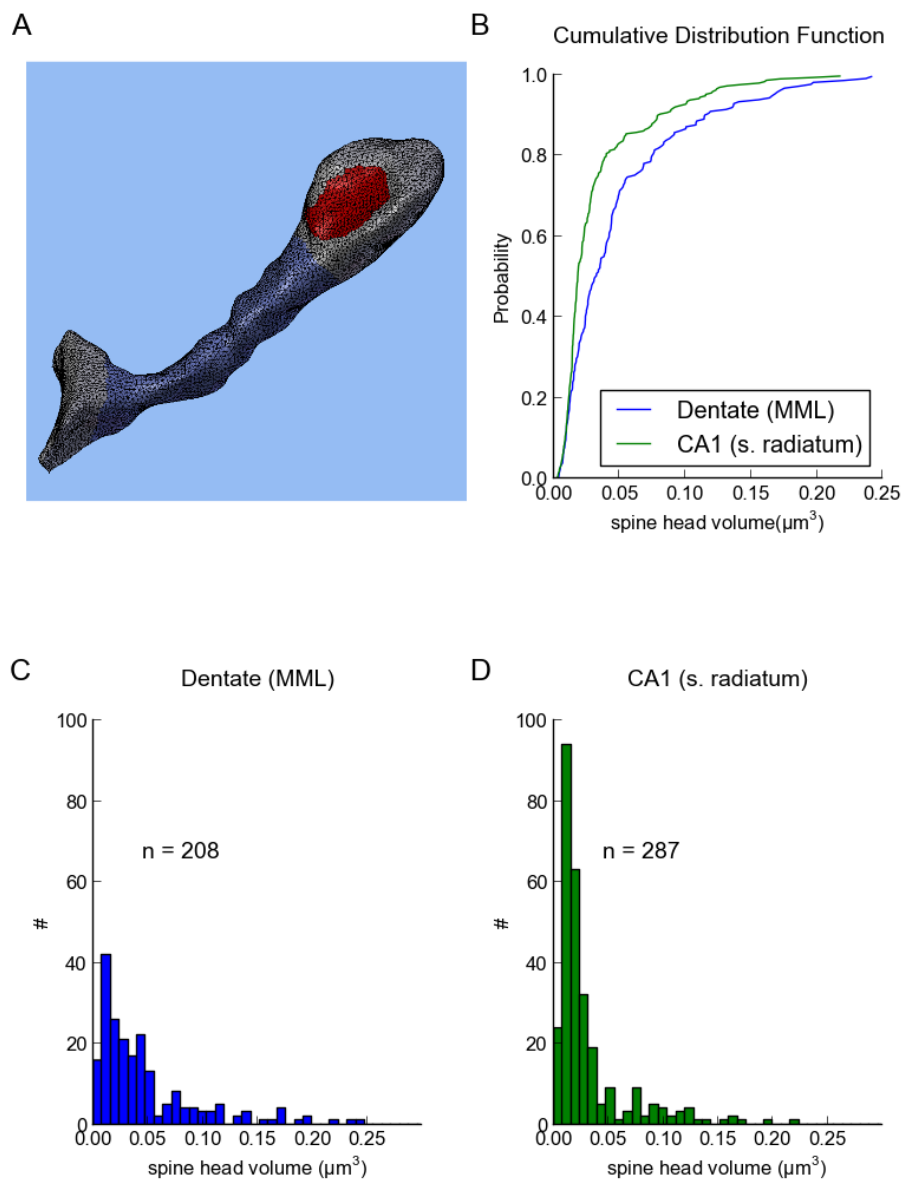 A
B
Cumulative Distribution Function
1.0
0.8
0.6
0.4
0.2
0.0
Probability
Dentate (MML)
CA1 (s. radiatum)
0.00 0.05 0.10 0.15 0.20 0.25
spine head volume(μm³)
C
Dentate (MML)
100
80
60
40
20
0
#
n = 208
0.00 0.05 0.10 0.15 0.20 0.25
spine head volume (μm³)
D
CA1 (s. radiatum)
100
80
60
40
20
0
#
n = 287
0.00 0.05 0.10 0.15 0.20 0.25
spine head volume (μm³)